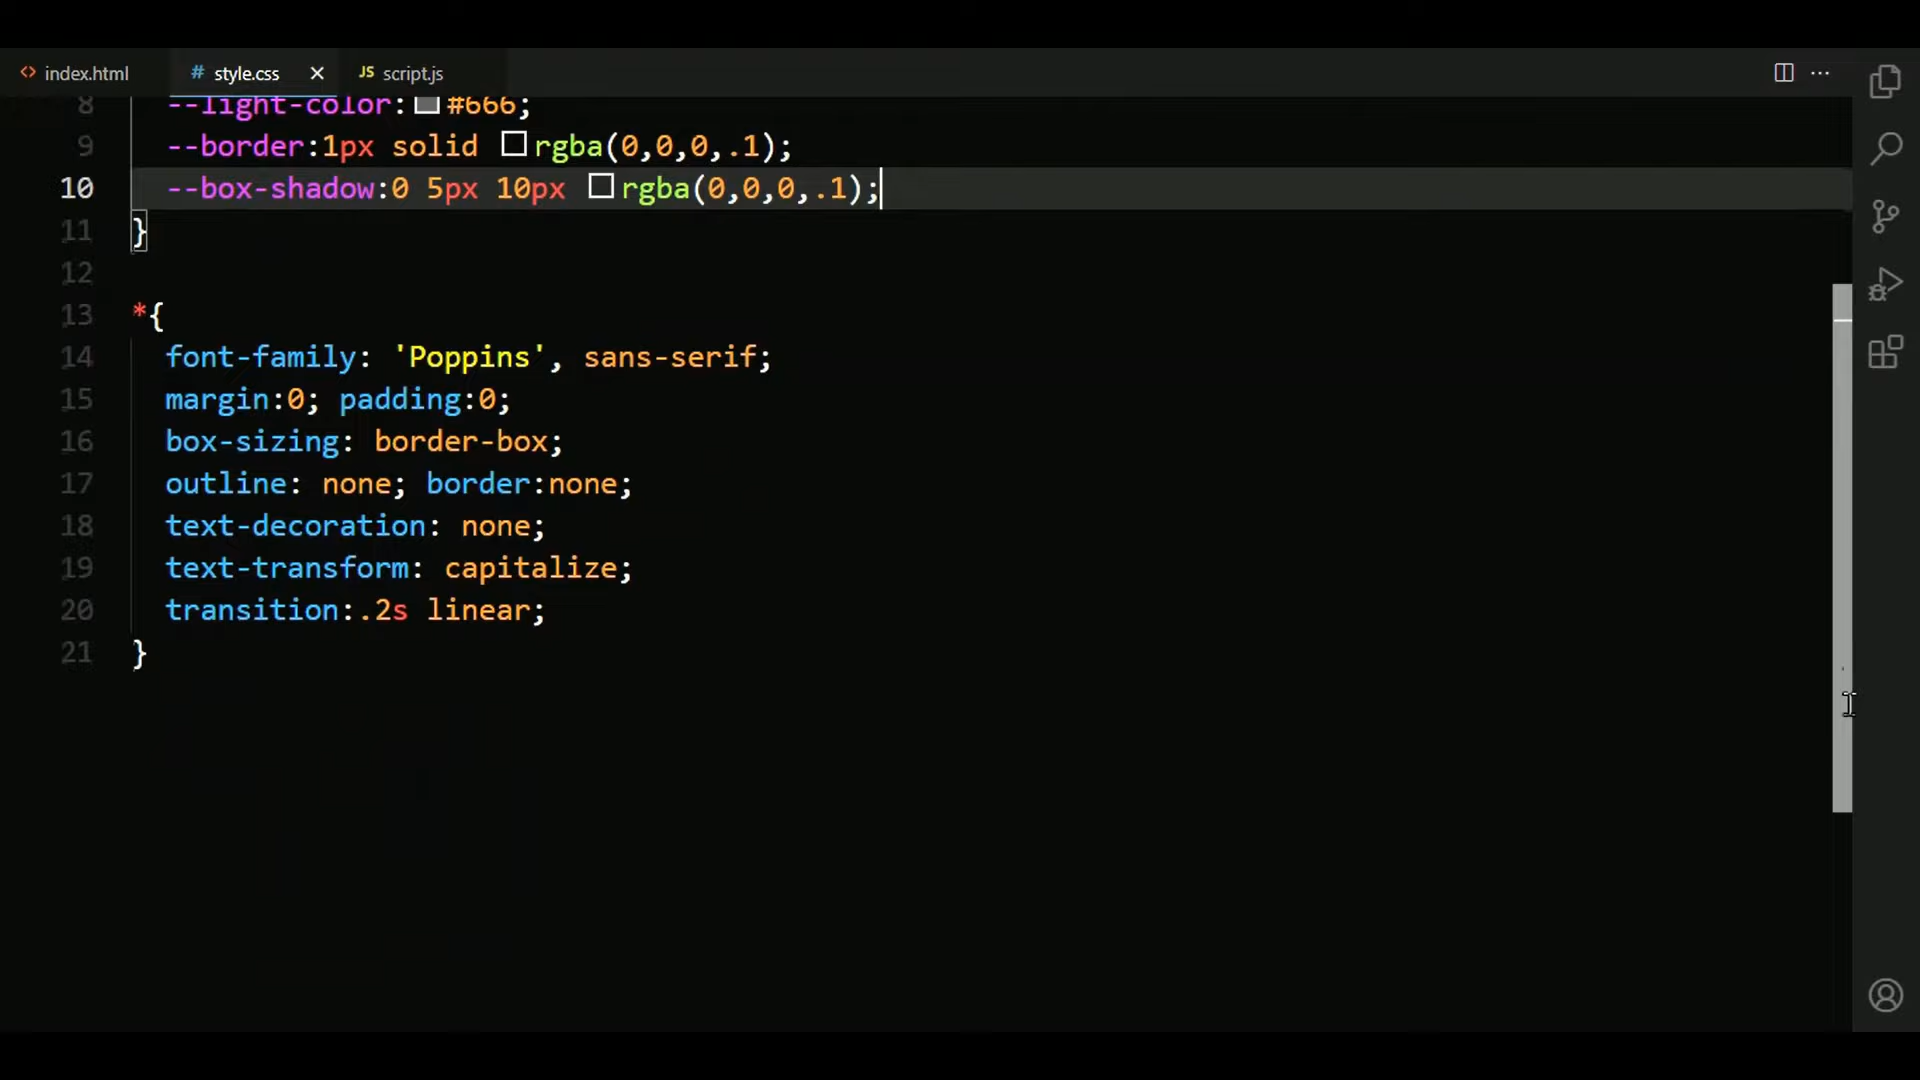 index.html
# style.css
JS script.js
8 --light-color:#666;
9 --border:1px solid rgba(0,0,0,.1);
10 --box-shadow:0 5px 10px rgba(0,0,0,.1);
11 }
12
13 *{
14 font-family: 'Poppins', sans-serif;
15 margin:0; padding:0;
16 box-sizing: border-box;
17 outline: none; border:none;
18 text-decoration: none;
19 text-transform: capitalize;
20 transition:.2s linear;
21 }